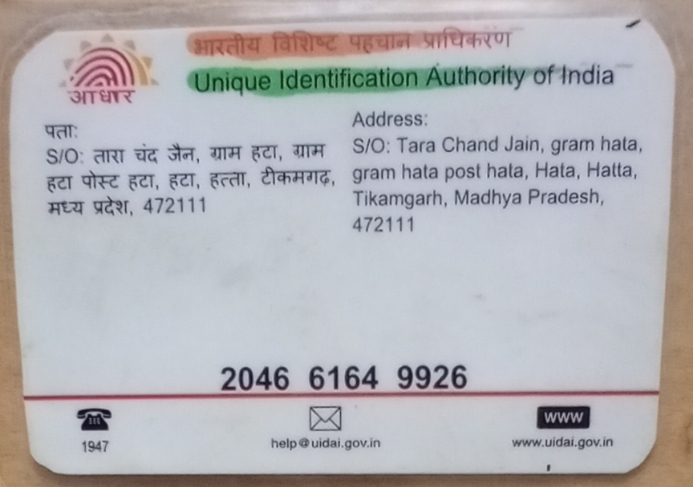 भारतीय विशिष्ट पहचान प्राधिकरण
Unique Identification Authority of India
आधार
पता:
S/O: तारा चंद जैन, ग्राम हटा, ग्राम
हटा पोस्ट हटा, हटा, हत्ता, टीकमगढ़,
मध्य प्रदेश, 472111
Address:
S/O: Tara Chand Jain, gram hata,
gram hata post hata, Hata, Hatta,
Tikamgarh, Madhya Pradesh,
472111
2046 6164 9926
1947
help@uidai.gov.in
www
www.uidai.gov.in